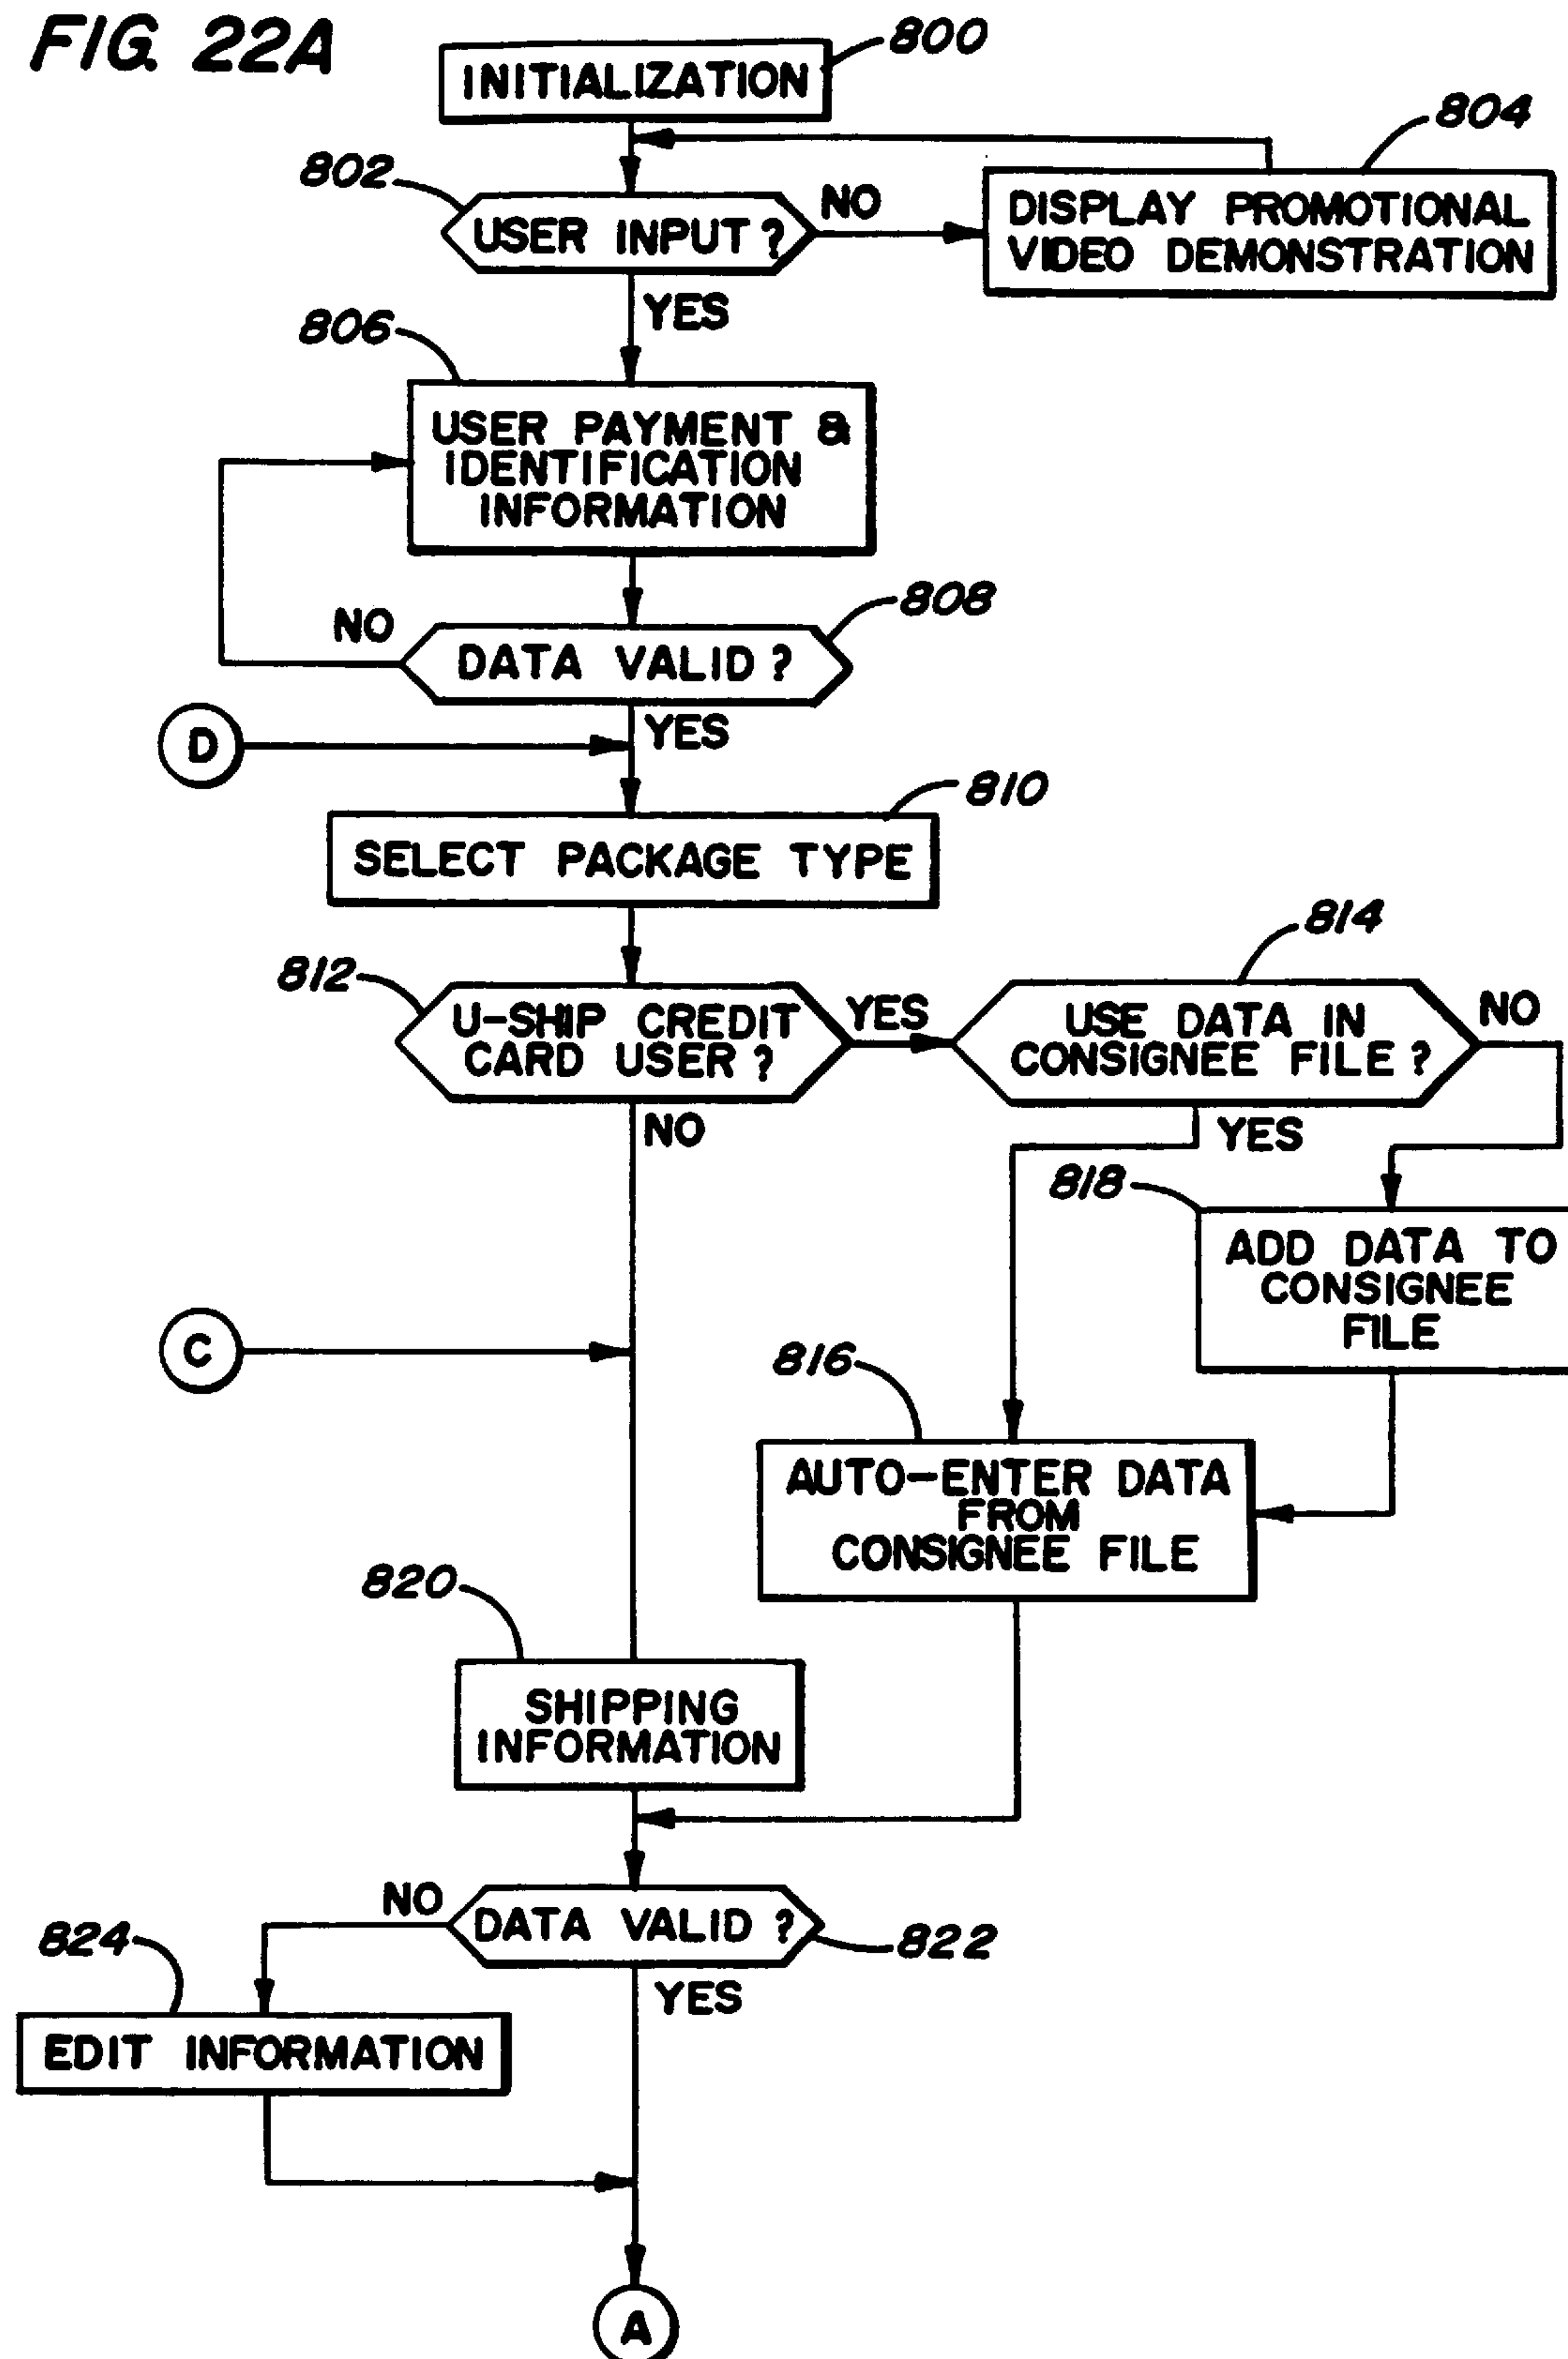 FIG. 22A
800
INITIALIZATION
804
802
USER INPUT ?
NO
DISPLAY PROMOTIONAL
VIDEO DEMONSTRATION
YES
806
USER PAYMENT &
IDENTIFICATION
INFORMATION
808
NO
DATA VALID ?
YES
D
810
SELECT PACKAGE TYPE
814
812
U-SHIP CREDIT
CARD USER ?
YES
USE DATA IN
CONSIGNEE FILE ?
NO
NO
YES
818
ADD DATA TO
CONSIGNEE
FILE
C
816
AUTO-ENTER DATA
FROM
CONSIGNEE FILE
820
SHIPPING
INFORMATION
NO
DATA VALID ?
822
824
YES
EDIT INFORMATION
A